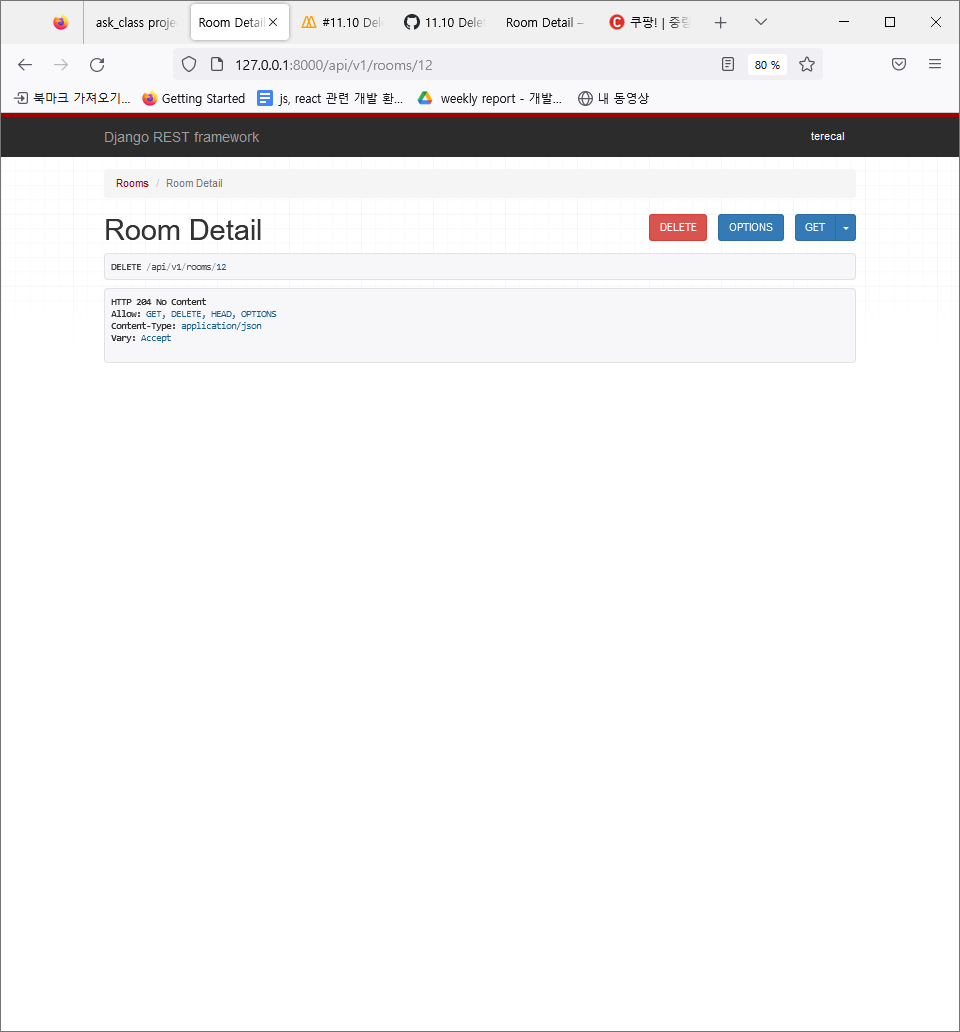 ask_class proje
Room Detail
#11.10 Del
11.10 Delet
Room Detail –
쿠팡! | 중랑
127.0.0.1:8000/api/v1/rooms/12
80 %
북마크 가져오기...
Getting Started
js, react 관련 개발 환...
weekly report - 개발...
내 동영상
Django REST framework
terecal
Rooms / Room Detail
Room Detail
DELETE
OPTIONS
GET
DELETE /api/v1/rooms/12
HTTP 204 No Content
Allow: GET, DELETE, HEAD, OPTIONS
Content-Type: application/json
Vary: Accept